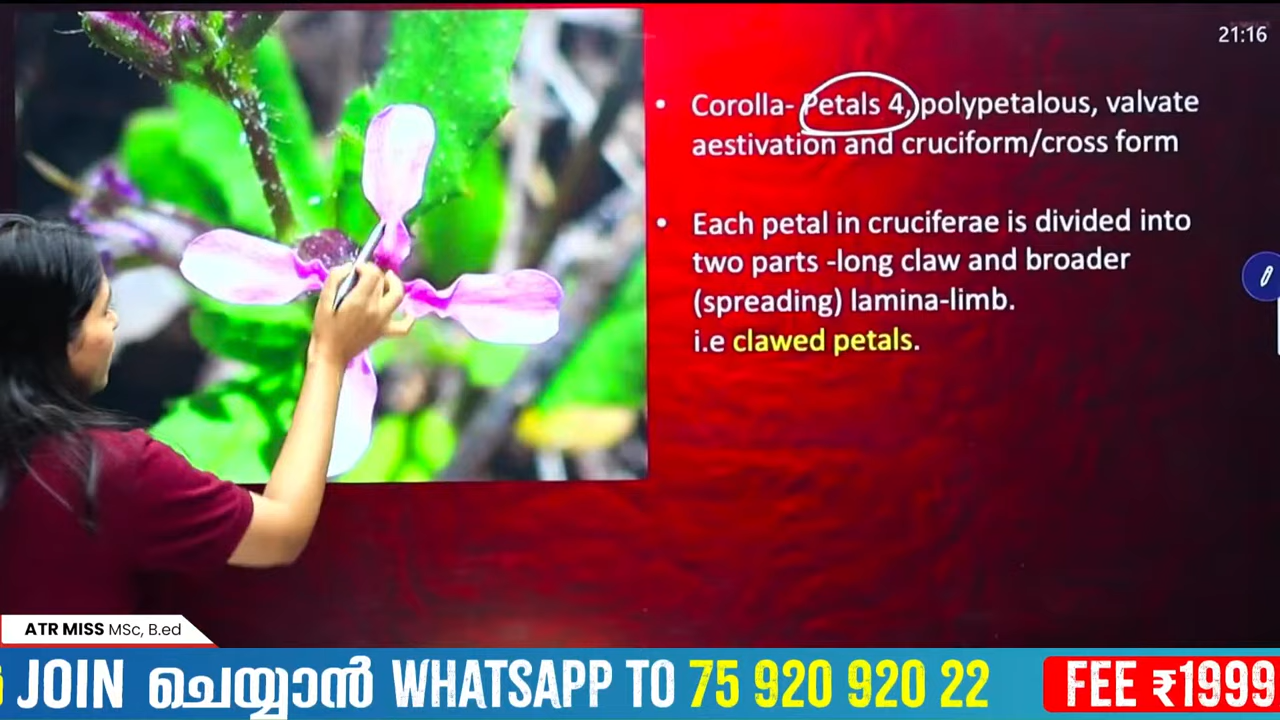 21:16
• Corolla- Petals 4, polypetalous, valvate
aestivation and cruciform/cross form
• Each petal in cruciferae is divided into
two parts -long claw and broader
(spreading) lamina-limb.
i.e clawed petals.
ATR MISS MSc, B.ed
JOIN ചെയ്യാൻ WHATSAPP TO 75 920 920 22
FEE ₹1999